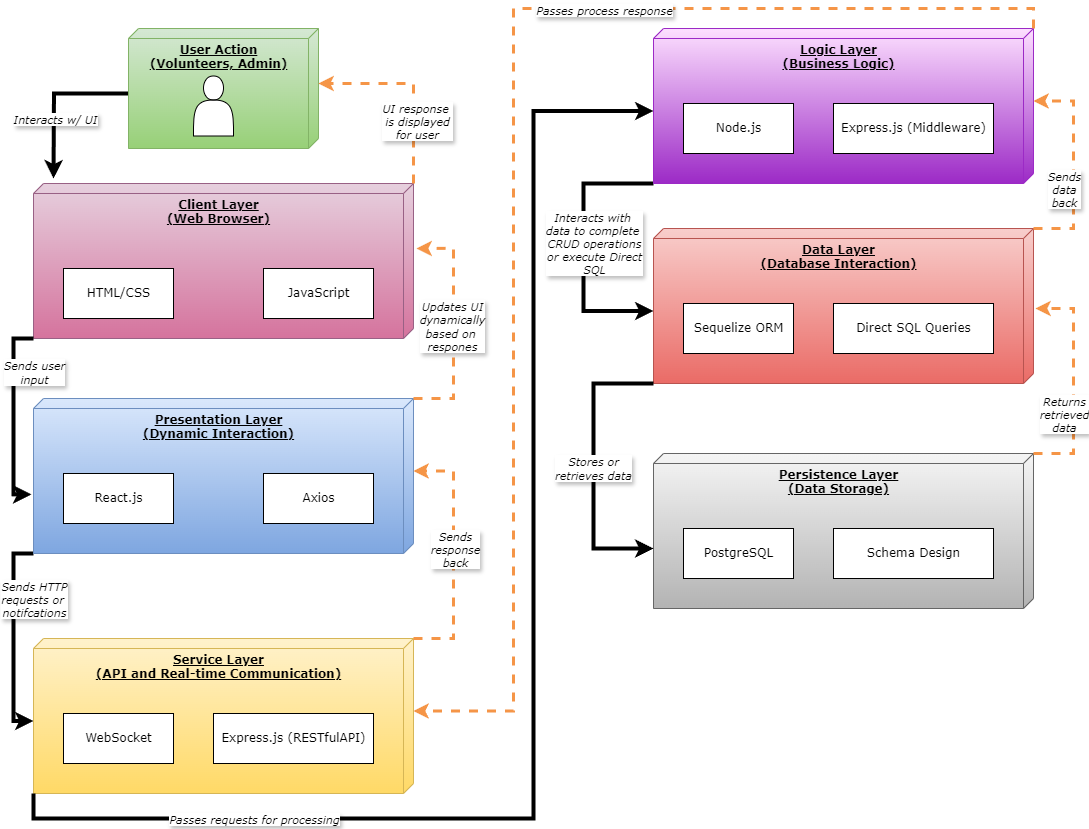 Passes process response
User Action
(Volunteers, Admin)
Interacts w/ UI
UI response
is displayed
for user
Client Layer
(Web Browser)
HTML/CSS
JavaScript
Sends user
input
Updates UI
dynamically
based on
respones
Presentation Layer
(Dynamic Interaction)
React.js
Axios
Sends HTTP
requests or
notifcations
Sends
response
back
Service Layer
(API and Real-time Communication)
WebSocket
Express.js (RESTfulAPI)
Passes requests for processing
Logic Layer
(Business Logic)
Node.js
Express.js (Middleware)
Interacts with
data to complete
CRUD operations
or execute Direct
SQL
Sends
data
back
Data Layer
(Database Interaction)
Sequelize ORM
Direct SQL Queries
Stores or
retrieves data
Returns
retrieved
data
Persistence Layer
(Data Storage)
PostgreSQL
Schema Design